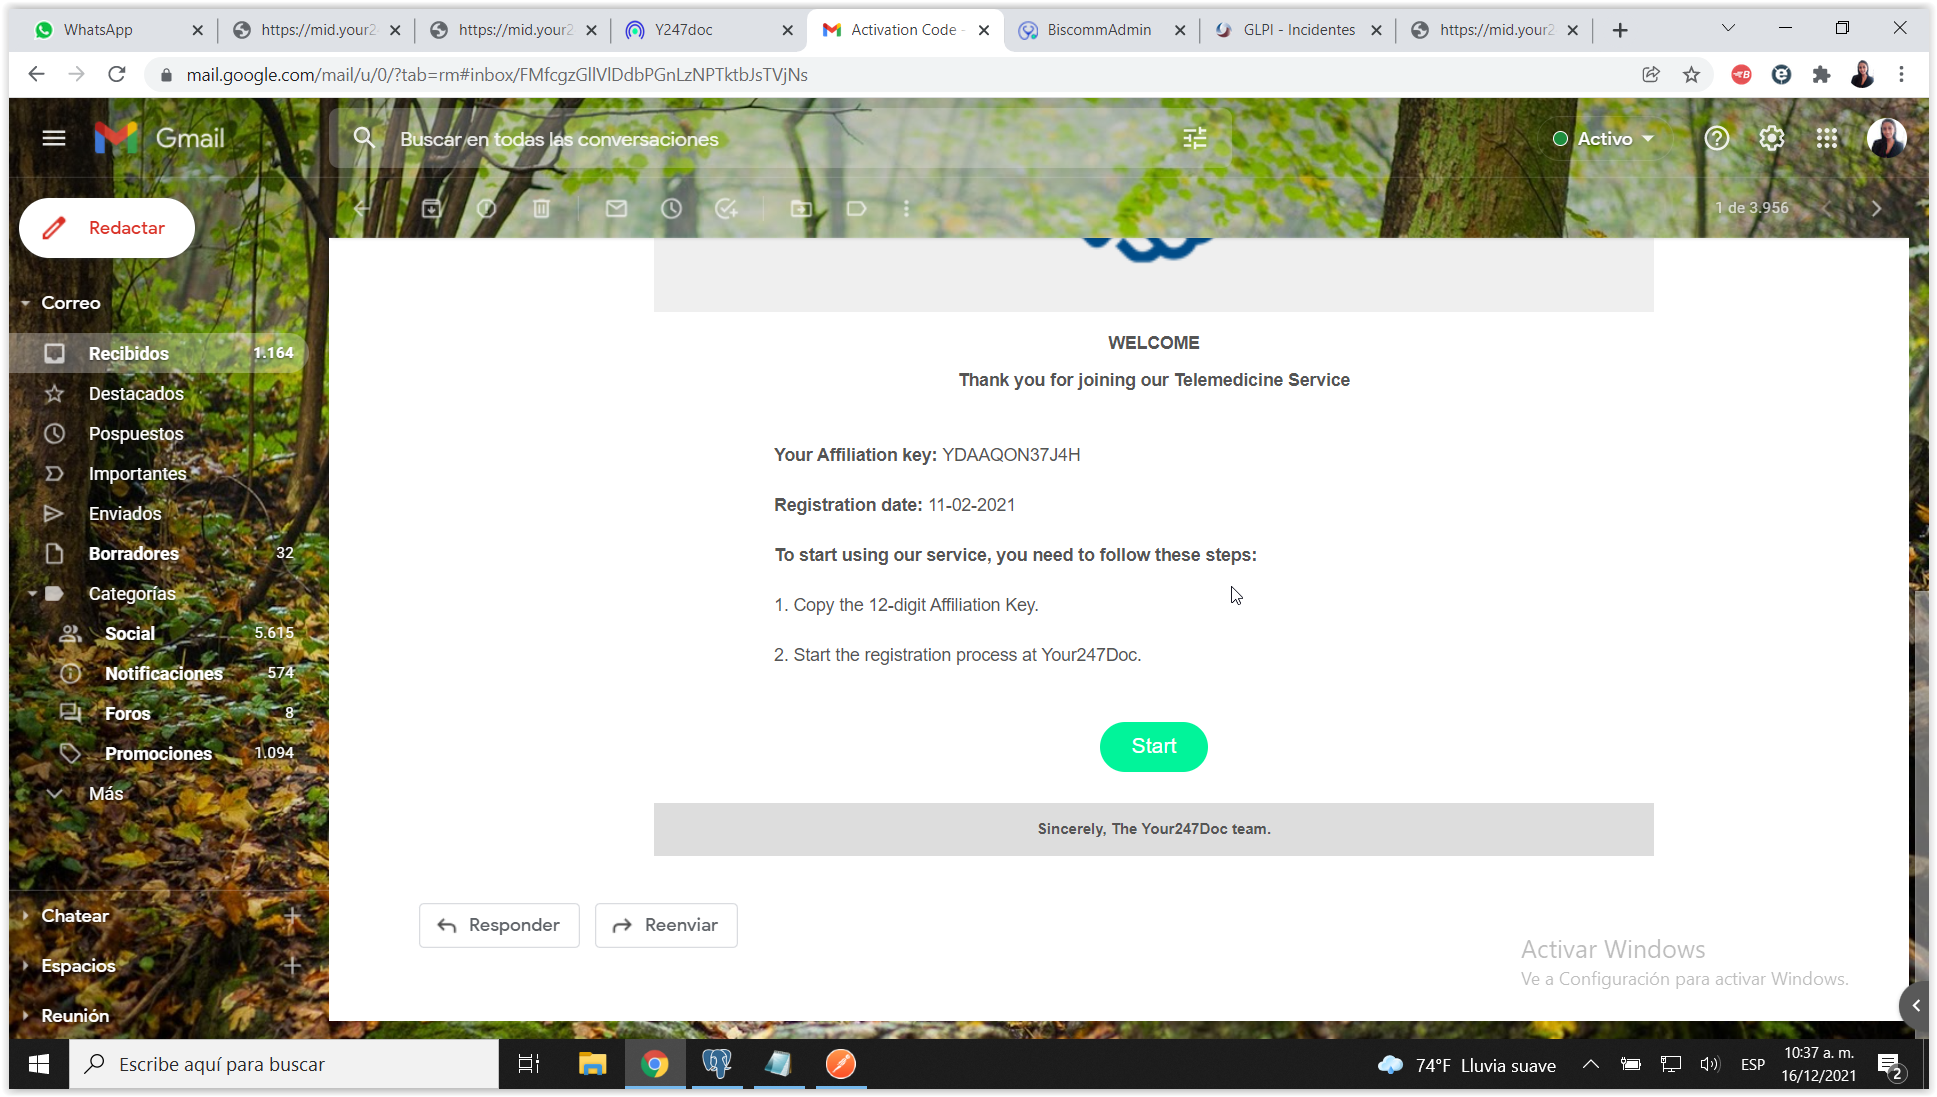 WhatsApp
https://mid.your2
https://mid.your2
Y247doc
Activation Code -
BiscommAdmin
GLPI - Incidentes
https://mid.your2
mail.google.com/mail/u/0/?tab=rm#inbox/FMfcgzGllVlDdbPGnLzNPTktbJsTVjNs
Gmail
Buscar en todas las conversaciones
Activo
Redactar
1 de 3.956
Correo
Recibidos 1.164
Destacados
Pospuestos
Importantes
Enviados
Borradores 32
Categorías
Social 5.615
Notificaciones 574
Foros 8
Promociones 1.094
Más
Chatear
Espacios
Reunión
WELCOME
Thank you for joining our Telemedicine Service
Your Affiliation key: YDAAQON37J4H
Registration date: 11-02-2021
To start using our service, you need to follow these steps:
1. Copy the 12-digit Affiliation Key.
2. Start the registration process at Your247Doc.
Start
Sincerely, The Your247Doc team.
Responder
Reenviar
Activar Windows
Ve a Configuración para activar Windows.
Escribe aquí para buscar
74°F Lluvia suave
ESP
10:37 a. m.
16/12/2021
2